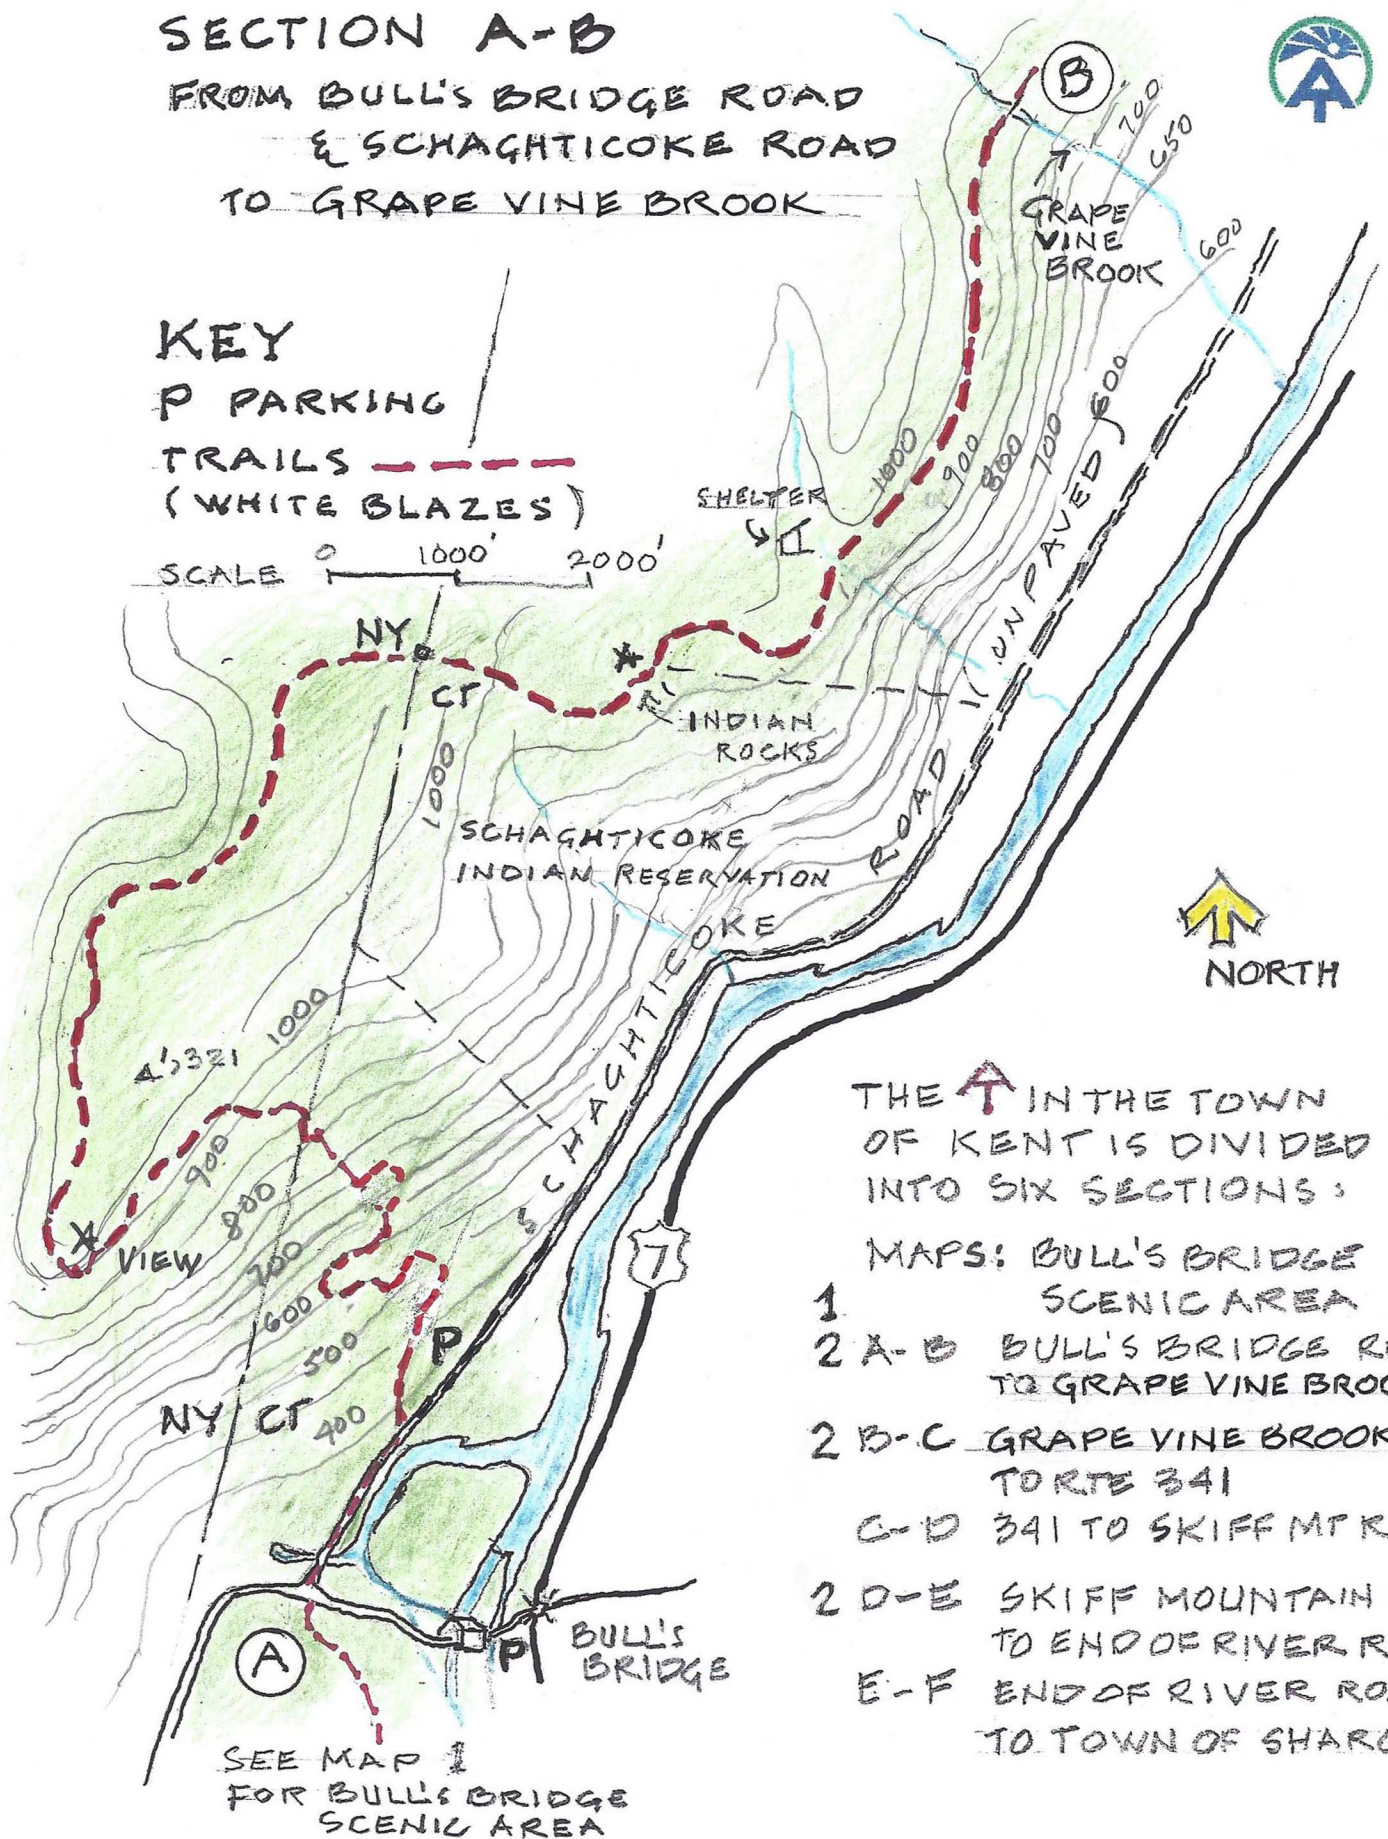 SECTION A-B
FROM BULL'S BRIDGE ROAD
& SCHAGHTICOKE ROAD
TO GRAPE VINE BROOK
B
700
650
GRAPE
VINE
BROOK
600
KEY
P PARKING
TRAILS
(WHITE BLAZES)
SCALE 0 1000' 2000'
SHELTER
1000
900
800
700
600
UNPAVED
NY
CT
INDIAN
ROCKS
1000
SCHAGHTICOKE
INDIAN RESERVATION
SCHAGHTICOKE ROAD
NORTH
1000
900
800
700
600
500
400
VIEW
7
P
NY CT
A
P
BULL'S
BRIDGE
SEE MAP 1
FOR BULL'S BRIDGE
SCENIC AREA
THE AT IN THE TOWN
OF KENT IS DIVIDED
INTO SIX SECTIONS:
MAPS: BULL'S BRIDGE
1 SCENIC AREA
2 A-B BULL'S BRIDGE R
TO GRAPE VINE BROO
2 B-C GRAPE VINE BROOK
TO RTE 341
C-D 341 TO SKIFF MT R
2 D-E SKIFF MOUNTAIN
TO END OF RIVER R
E-F END OF RIVER RO
TO TOWN OF SHAR